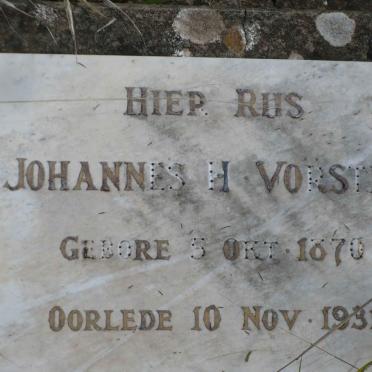 HIER RUS
JOHANNES H VORST
GEBORE 5 OKT. 1870
OORLEDE 10 NOV. 193